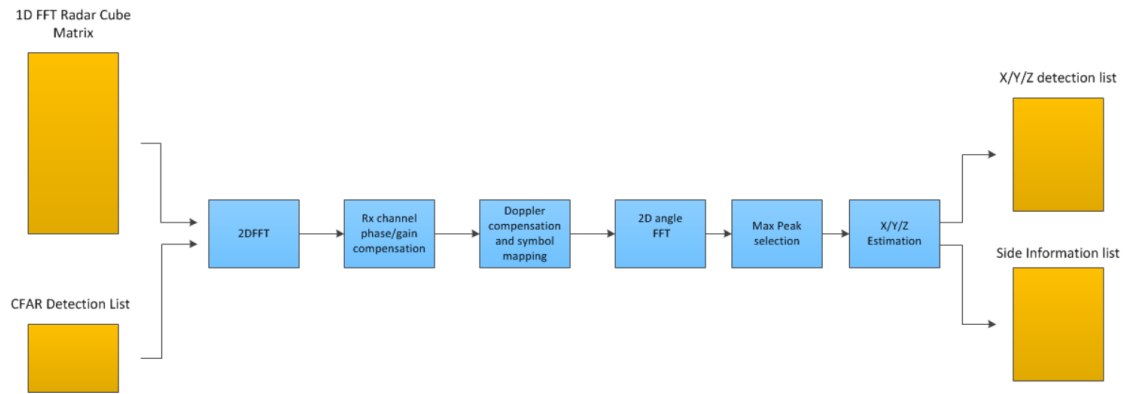 1D FFT Radar Cube
Matrix
CFAR Detection List
2DFFT
Rx channel
phase/gain
compensation
Doppler
compensation
and symbol
mapping
2D angle
FFT
Max Peak
selection
X/Y/Z
Estimation
X/Y/Z detection list
Side Information list